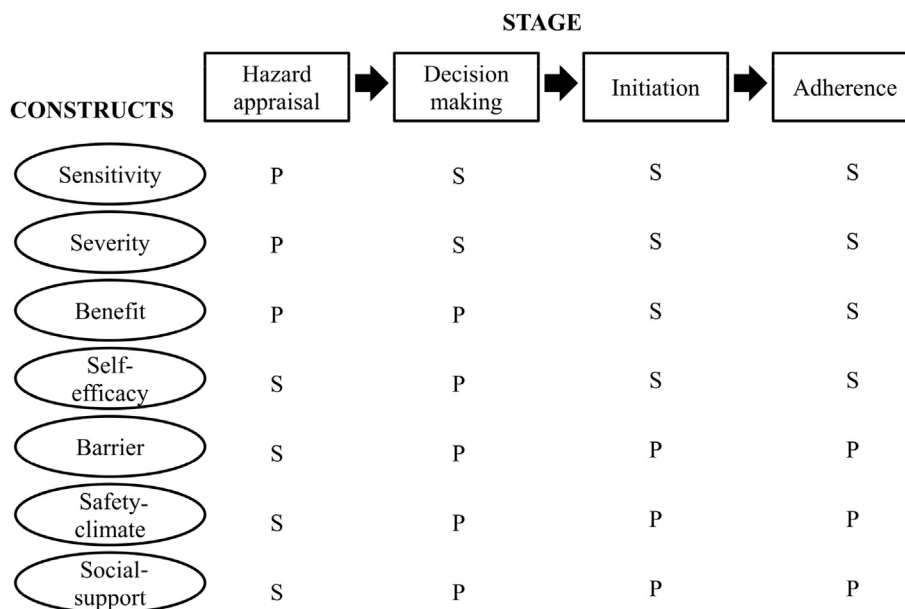 STAGE
Hazard
appraisal
Decision
making
Initiation
Adherence
CONSTRUCTS
Sensitivity
P S S S
Severity
P S S S
Benefit
P P S S
Self-
efficacy
S P S S
Barrier
S P P P
Safety-
climate
S P P P
Social-
support
S P P P